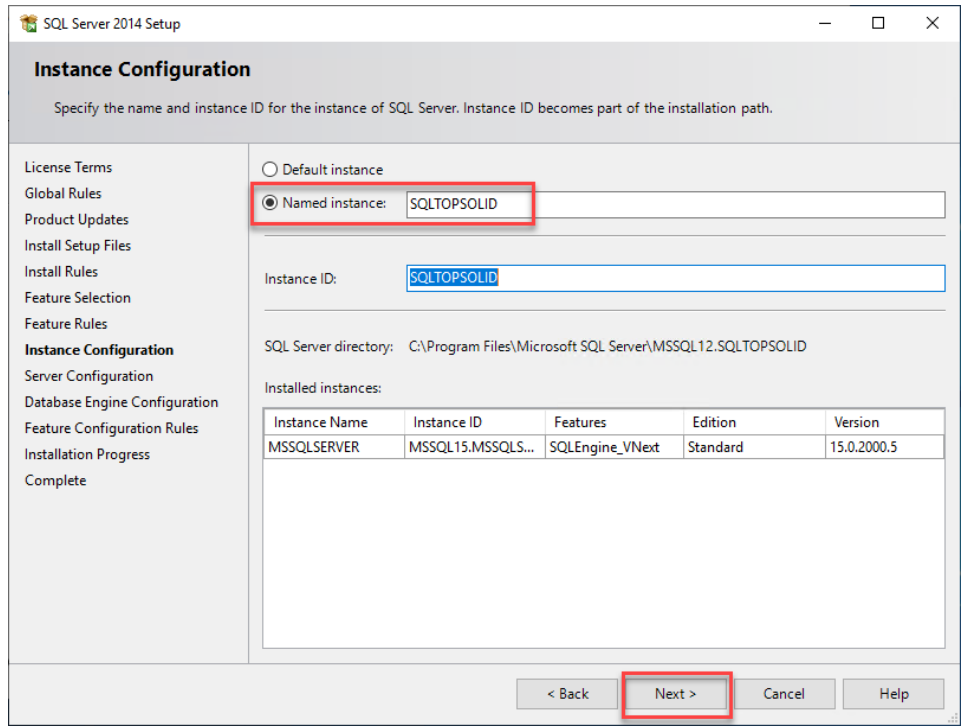 SQL Server 2014 Setup
Instance Configuration
Specify the name and instance ID for the instance of SQL Server. Instance ID becomes part of the installation path.
License Terms
Global Rules
Product Updates
Install Setup Files
Install Rules
Feature Selection
Feature Rules
Instance Configuration
Server Configuration
Database Engine Configuration
Feature Configuration Rules
Installation Progress
Complete
Default instance
Named instance: SQLTOPSOLID
Instance ID: SQLTOPSOLID
SQL Server directory: C:\Program Files\Microsoft SQL Server\MSSQL12.SQLTOPSOLID
Installed instances:
Instance Name Instance ID Features Edition Version
MSSQLSERVER MSSQL15.MSSQLS... SQLEngine_VNext Standard 15.0.2000.5
< Back Next > Cancel Help